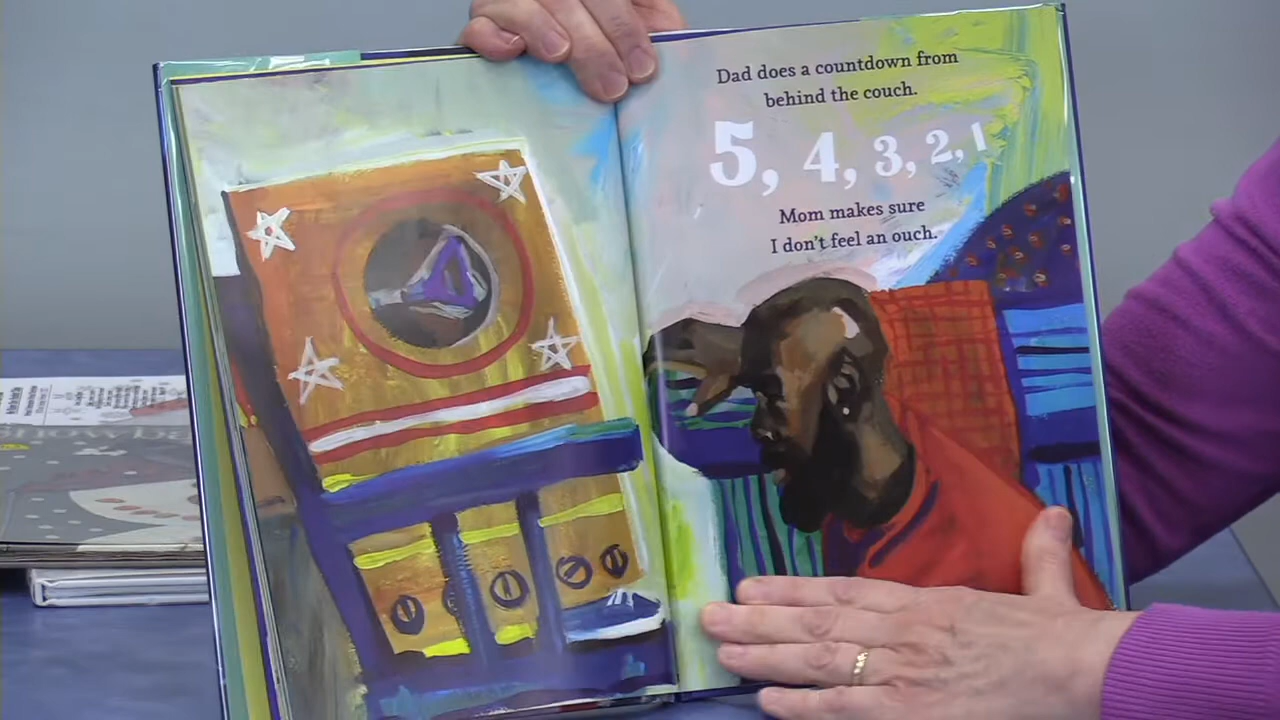 Dad does a countdown from
behind the couch.
5, 4, 3, 2, 1
Mom makes sure
I don't feel an ouch.